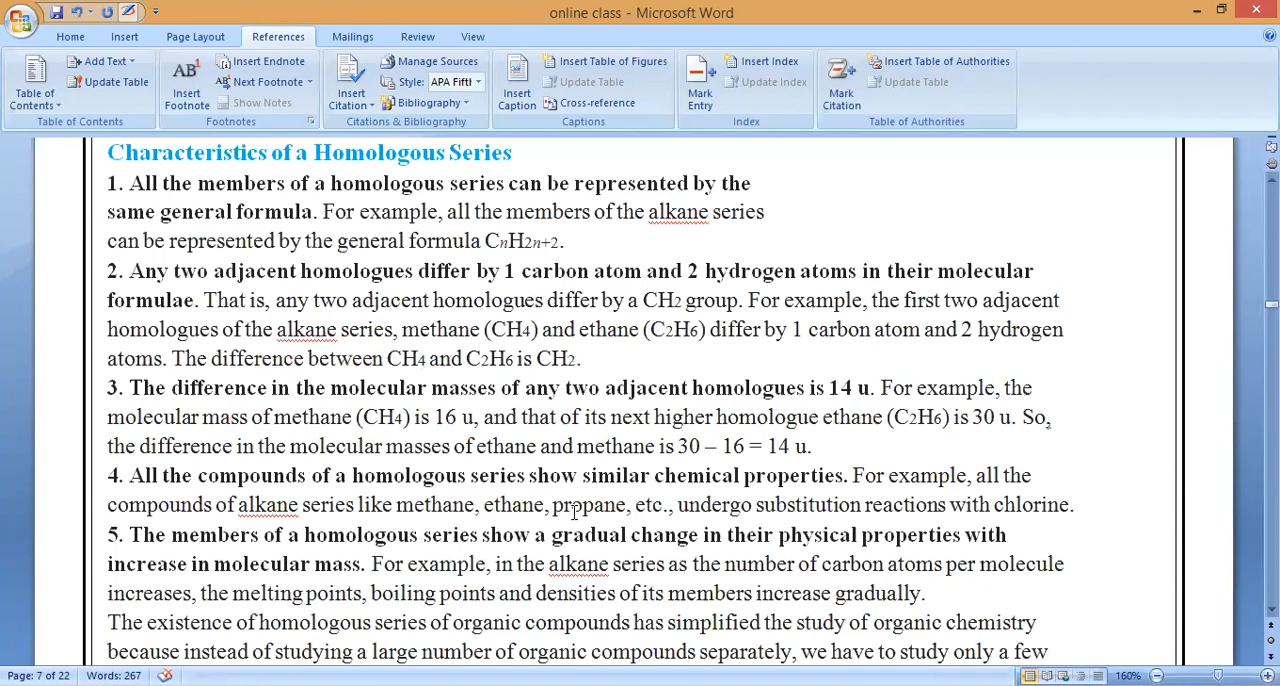 online class - Microsoft Word
Home Insert Page Layout References Mailings Review View
Table of Contents
Add Text
Update Table
Table of Contents
AB1 Insert Footnote
Insert Endnote
AB1 Next Footnote
Show Notes
Footnotes
Insert Citation
Manage Sources
Style: APA Fifth
Bibliography
Citations & Bibliography
Insert Caption
Insert Table of Figures
Update Table
Cross-reference
Captions
Mark Entry
Insert Index
Update Index
Index
Mark Citation
Insert Table of Authorities
Update Table
Table of Authorities
Characteristics of a Homologous Series
1. All the members of a homologous series can be represented by the
same general formula. For example, all the members of the alkane series
can be represented by the general formula CnH2n+2.
2. Any two adjacent homologues differ by 1 carbon atom and 2 hydrogen atoms in their molecular
formulae. That is, any two adjacent homologues differ by a CH2 group. For example, the first two adjacent
homologues of the alkane series, methane (CH4) and ethane (C2H6) differ by 1 carbon atom and 2 hydrogen
atoms. The difference between CH4 and C2H6 is CH2.
3. The difference in the molecular masses of any two adjacent homologues is 14 u. For example, the
molecular mass of methane (CH4) is 16 u, and that of its next higher homologue ethane (C2H6) is 30 u. So,
the difference in the molecular masses of ethane and methane is 30 – 16 = 14 u.
4. All the compounds of a homologous series show similar chemical properties. For example, all the
compounds of alkane series like methane, ethane, propane, etc., undergo substitution reactions with chlorine.
5. The members of a homologous series show a gradual change in their physical properties with
increase in molecular mass. For example, in the alkane series as the number of carbon atoms per molecule
increases, the melting points, boiling points and densities of its members increase gradually.
The existence of homologous series of organic compounds has simplified the study of organic chemistry
because instead of studying a large number of organic compounds separately, we have to study only a few
Page: 7 of 22 Words: 267 160%